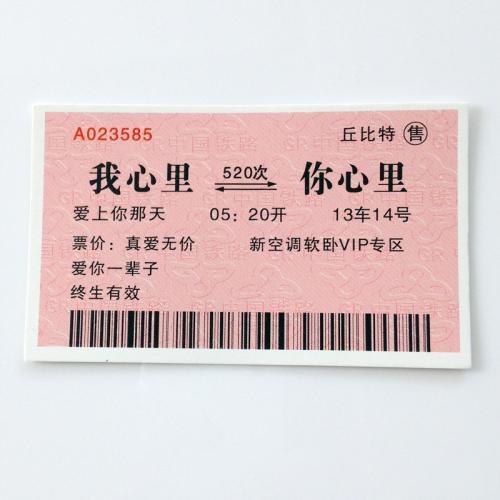 A023585 丘比特 售
我心里 520次 你心里
爱上你那天 05：20开 13车14号
票价：真爱无价 新空调软卧VIP专区
爱你一辈子
终生有效